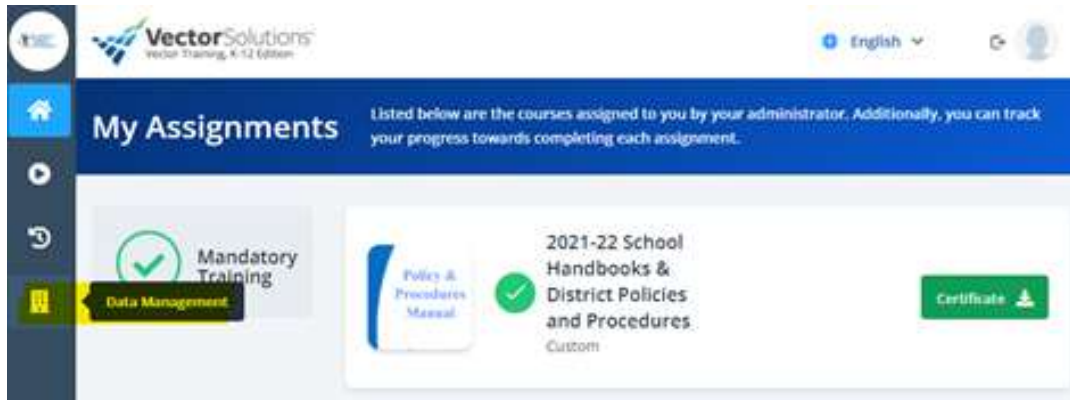 VectorSolutions
Vector Training, K-12 Edition
English
My Assignments
Listed below are the courses assigned to you by your administrator. Additionally, you can track
your progress towards completing each assignment.
Mandatory
Training
Data Management
Policy &
Procedures
Manual
2021-22 School
Handbooks &
District Policies
and Procedures
Custom
Certificate